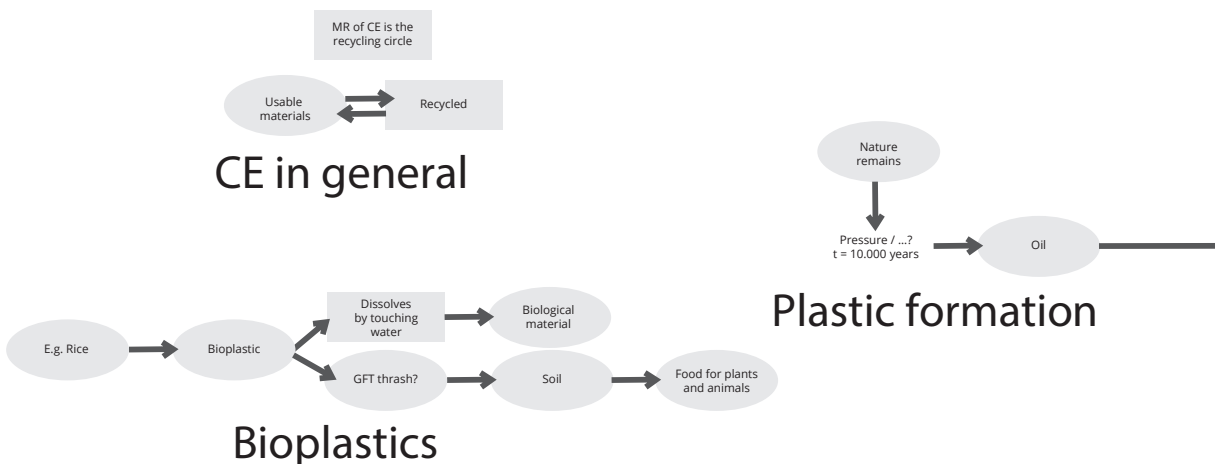 MR of CE is the
recycling circle
Usable
materials
Recycled
CE in general
Nature
remains
Pressure / ...?
t = 10.000 years
Oil
Plastic formation
E.g. Rice
Bioplastic
Dissolves
by touching
water
Biological
material
GFT thrash?
Soil
Food for plants
and animals
Bioplastics